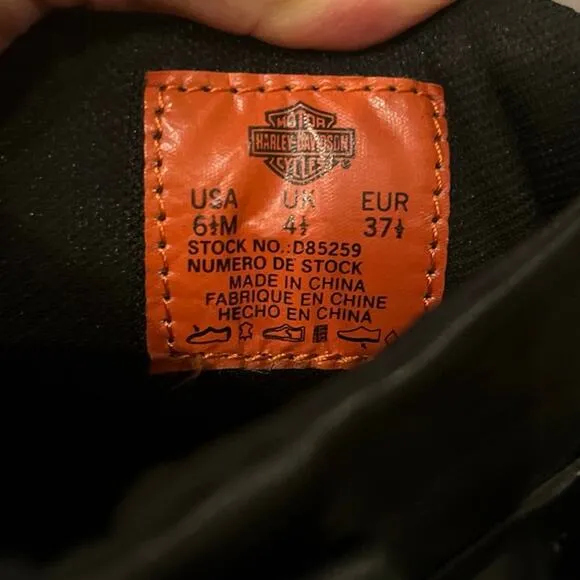 MOTOR
HARLEY-DAVIDSON
CYCLES
USA UK EUR
6½M 4½ 37½
STOCK NO.:D85259
NUMERO DE STOCK
MADE IN CHINA
FABRIQUE EN CHINE
HECHO EN CHINA